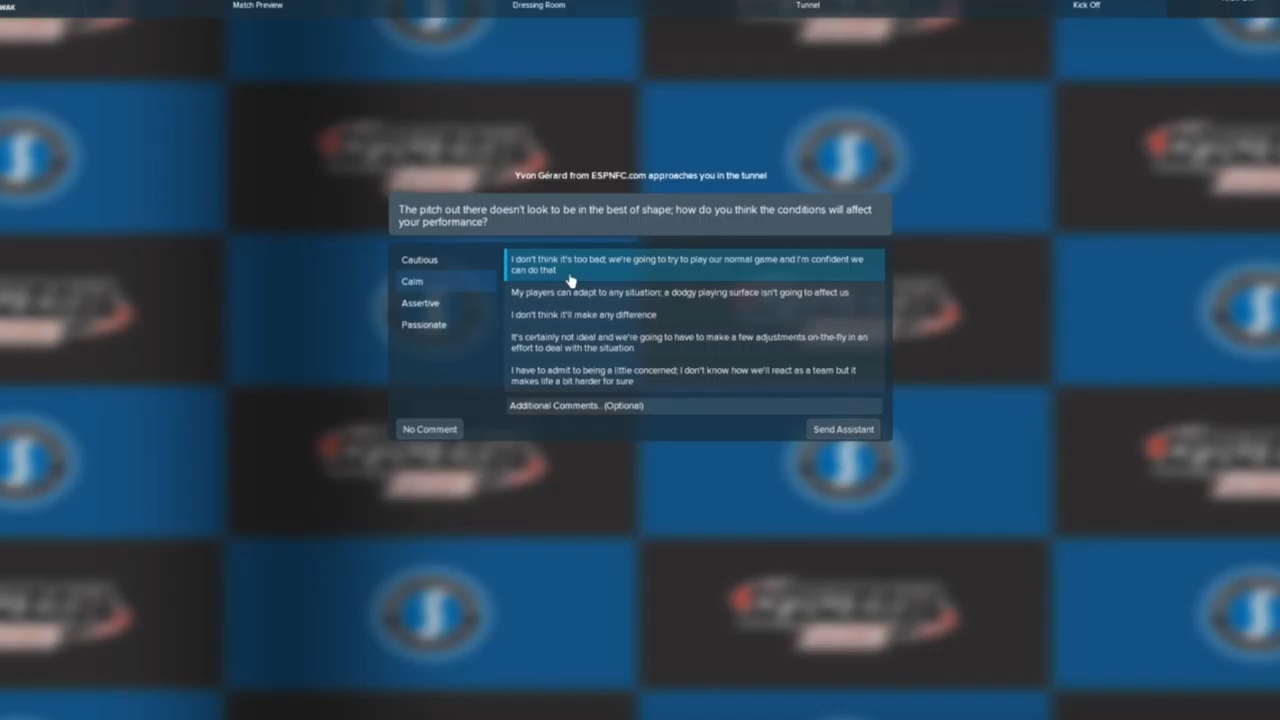 WAK
Match Preview
Dressing Room
Tunnel
Kick Off
Yvon Gérard from ESPNFC.com approaches you in the tunnel
The pitch out there doesn't look to be in the best of shape; how do you think the conditions will affect
your performance?
Cautious
Calm
Assertive
Passionate
I don't think it's too bad; we're going to try to play our normal game and I'm confident we
can do that
My players can adapt to any situation; a dodgy playing surface isn't going to affect us
I don't think it'll make any difference
It's certainly not ideal and we're going to have to make a few adjustments on-the-fly in an
effort to deal with the situation
I have to admit to being a little concerned; I don't know how we'll react as a team but it
makes life a bit harder for sure
Additional Comments.. (Optional)
No Comment
Send Assistant